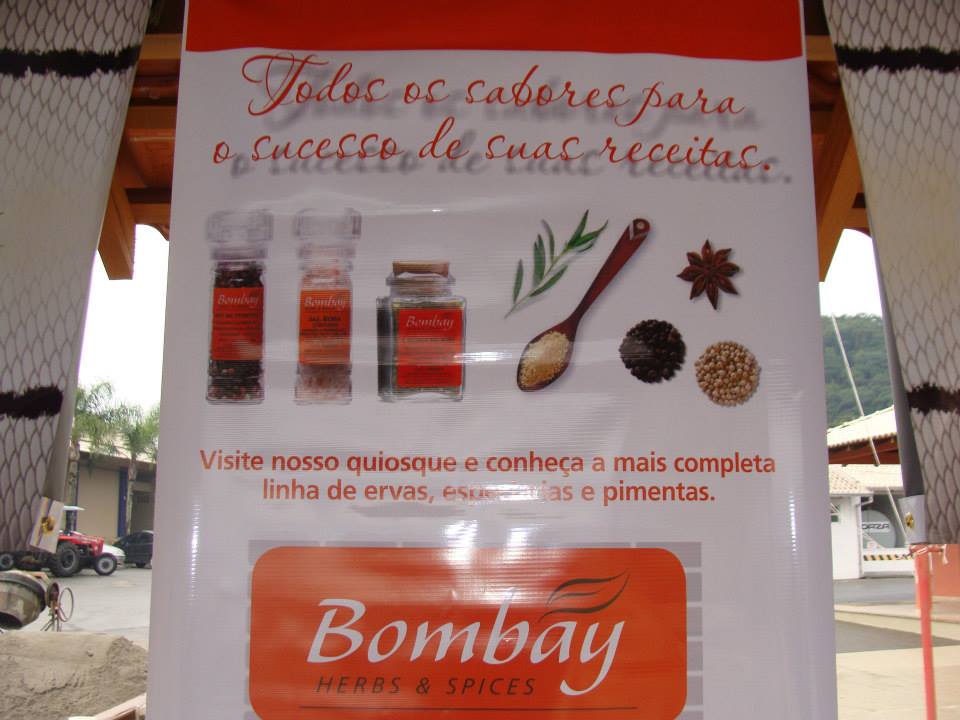 Todos os sabores para
o sucesso de suas receitas.
Bombay
Bombay
Bombay
Visite nosso quiosque e conheça a mais completa
linha de ervas, especiarias e pimentas.
Bombay
HERBS & SPICES